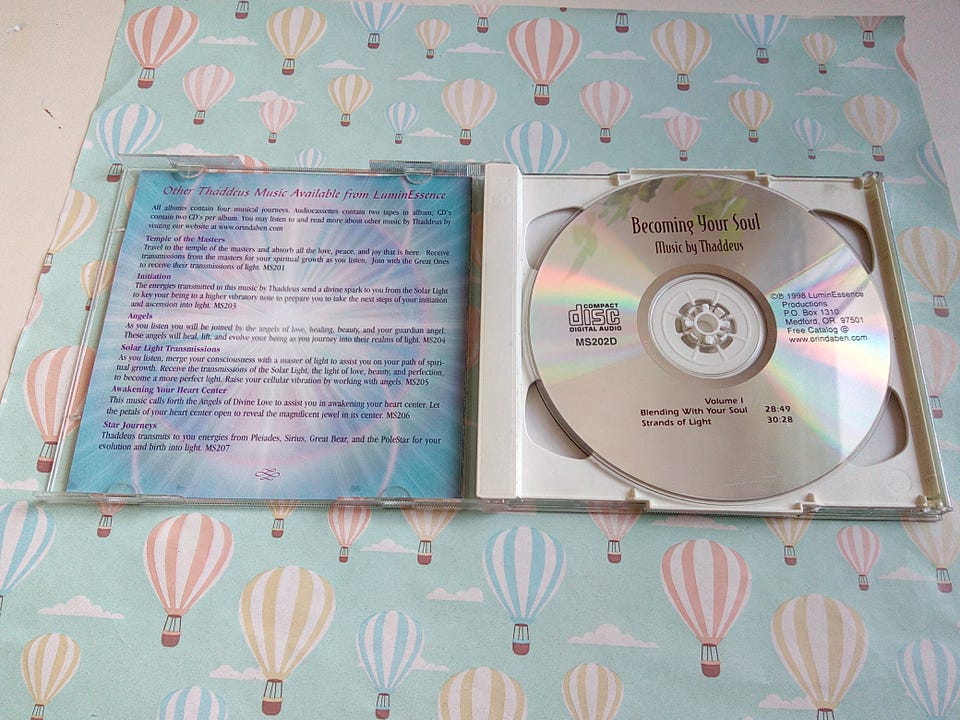 Other Thaddeus Music Available from LuminEssence
All albums contain four musical journeys. Audiocassettes contain two tapes in album; CD's
contain two CD's per album. You may listen to and read more about other music by Thaddeus by
visiting our website at www.orindaben.com
Temple of the Masters
Travel to the temple of the masters and absorb all the love, peace, and joy that is here. Receive
transmissions from the masters for your spiritual growth as you listen. Join with the Great Ones
to receive their transmissions of light. MS201
Initiation
The energies transmitted in this music by Thaddeus send a divine spark to you from the Solar Light
to key your being to a higher vibratory note to prepare you to take the next steps of your initiation
and ascension into light. MS203
Angels
As you listen you will be joined by the angels of love, healing, beauty, and your guardian angel.
These angels will heal, lift, and evolve your being as you journey into their realms of light. MS204
Solar Light Transmissions
As you listen, merge your consciousness with a master of light to assist you on your path of spiri-
tual growth. Receive the transmissions of the Solar Light; the light of love, beauty, and perfection,
to become a more perfect light. Raise your cellular vibration by working with angels. MS205
Awakening Your Heart Center
This music calls forth the Angels of Divine Love to assist you in awakening your heart center. Let
the petals of your heart center open to reveal the magnificent jewel in its center. MS206
Star Journeys
Thaddeus transmits to you energies from Pleiades, Sirius, Great Bear, and the PoleStar for your
evolution and birth into light. MS207
Becoming Your Soul
Music by Thaddeus
COMPACT
disc
DIGITAL AUDIO
MS202D
©℗ 1998 LuminEssence
Productions
P.O. Box 1310
Medford, OR 97501
Free Catalog @
www.orindaben.com
Volume I
Blending With Your Soul 28:49
Strands of Light 30:28